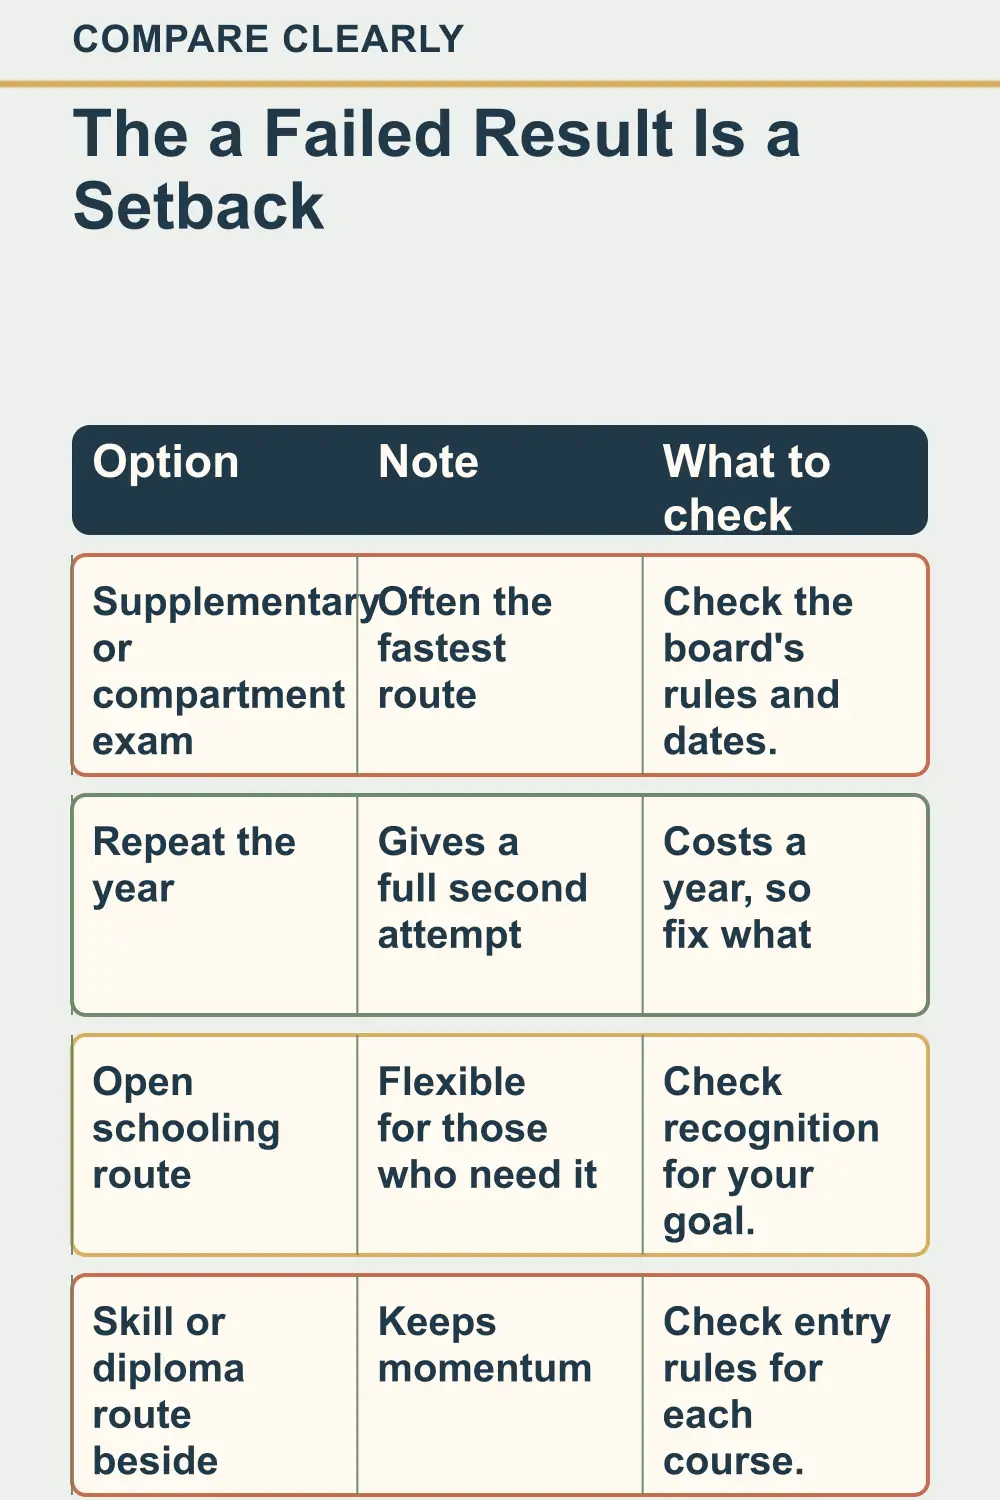 COMPARE CLEARLY
The a Failed Result Is a
Setback
Option
Note
What to
check
Supplementary
or
compartment
exam
Often the
fastest
route
Check the
board's
rules and
dates.
Repeat the
year
Gives a
full second
attempt
Costs a
year, so
fix what
Open
schooling
route
Flexible
for those
who need it
Check
recognition
for your
goal.
Skill or
diploma
route
beside
Keeps
momentum
Check entry
rules for
each
course.